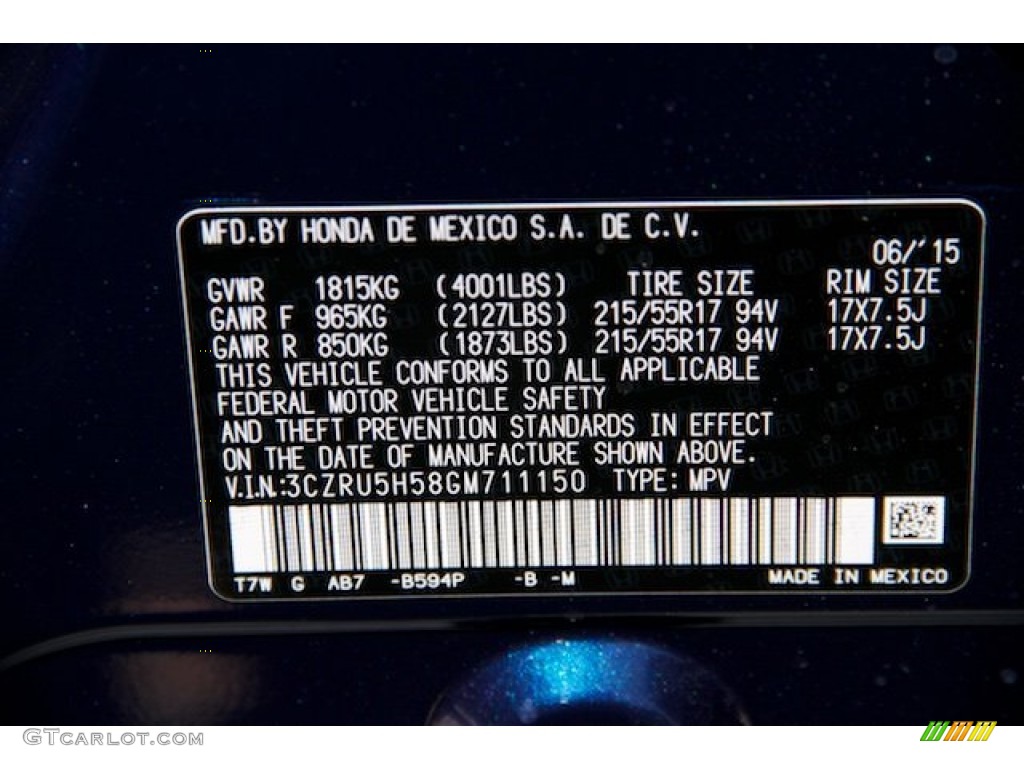 MFD.BY HONDA DE MEXICO S.A. DE C.V.
06/'15
GVWR 1815KG (4001LBS) TIRE SIZE RIM SIZE
GAWR F 965KG (2127LBS) 215/55R17 94V 17X7.5J
GAWR R 850KG (1873LBS) 215/55R17 94V 17X7.5J
THIS VEHICLE CONFORMS TO ALL APPLICABLE
FEDERAL MOTOR VEHICLE SAFETY
AND THEFT PREVENTION STANDARDS IN EFFECT
ON THE DATE OF MANUFACTURE SHOWN ABOVE.
V.I.N.:3CZRU5H58GM711150 TYPE: MPV
T7W G AB7 -B594P -B -M MADE IN MEXICO
GTCARLOT.COM